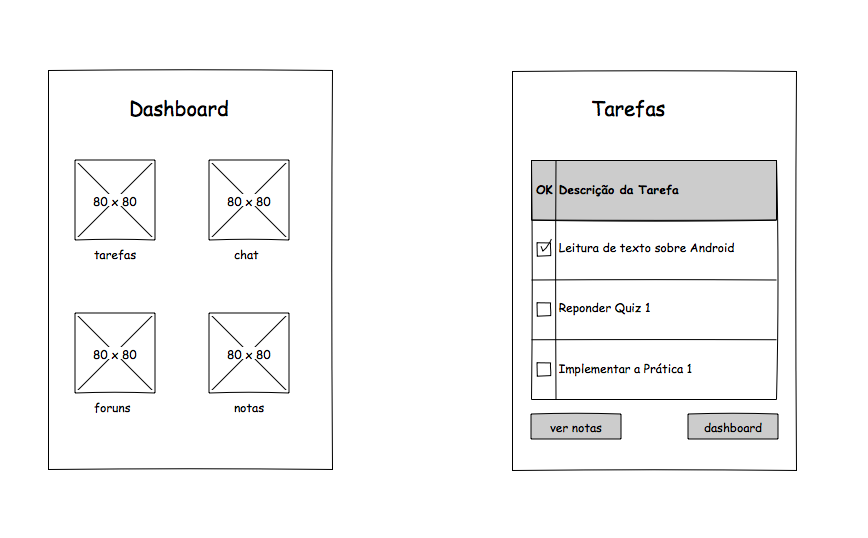 Dashboard
80 x 80
80 x 80
tarefas
chat
80 x 80
80 x 80
foruns
notas
Tarefas
OK Descrição da Tarefa
Leitura de texto sobre Android
Reponder Quiz 1
Implementar a Prática 1
ver notas
dashboard